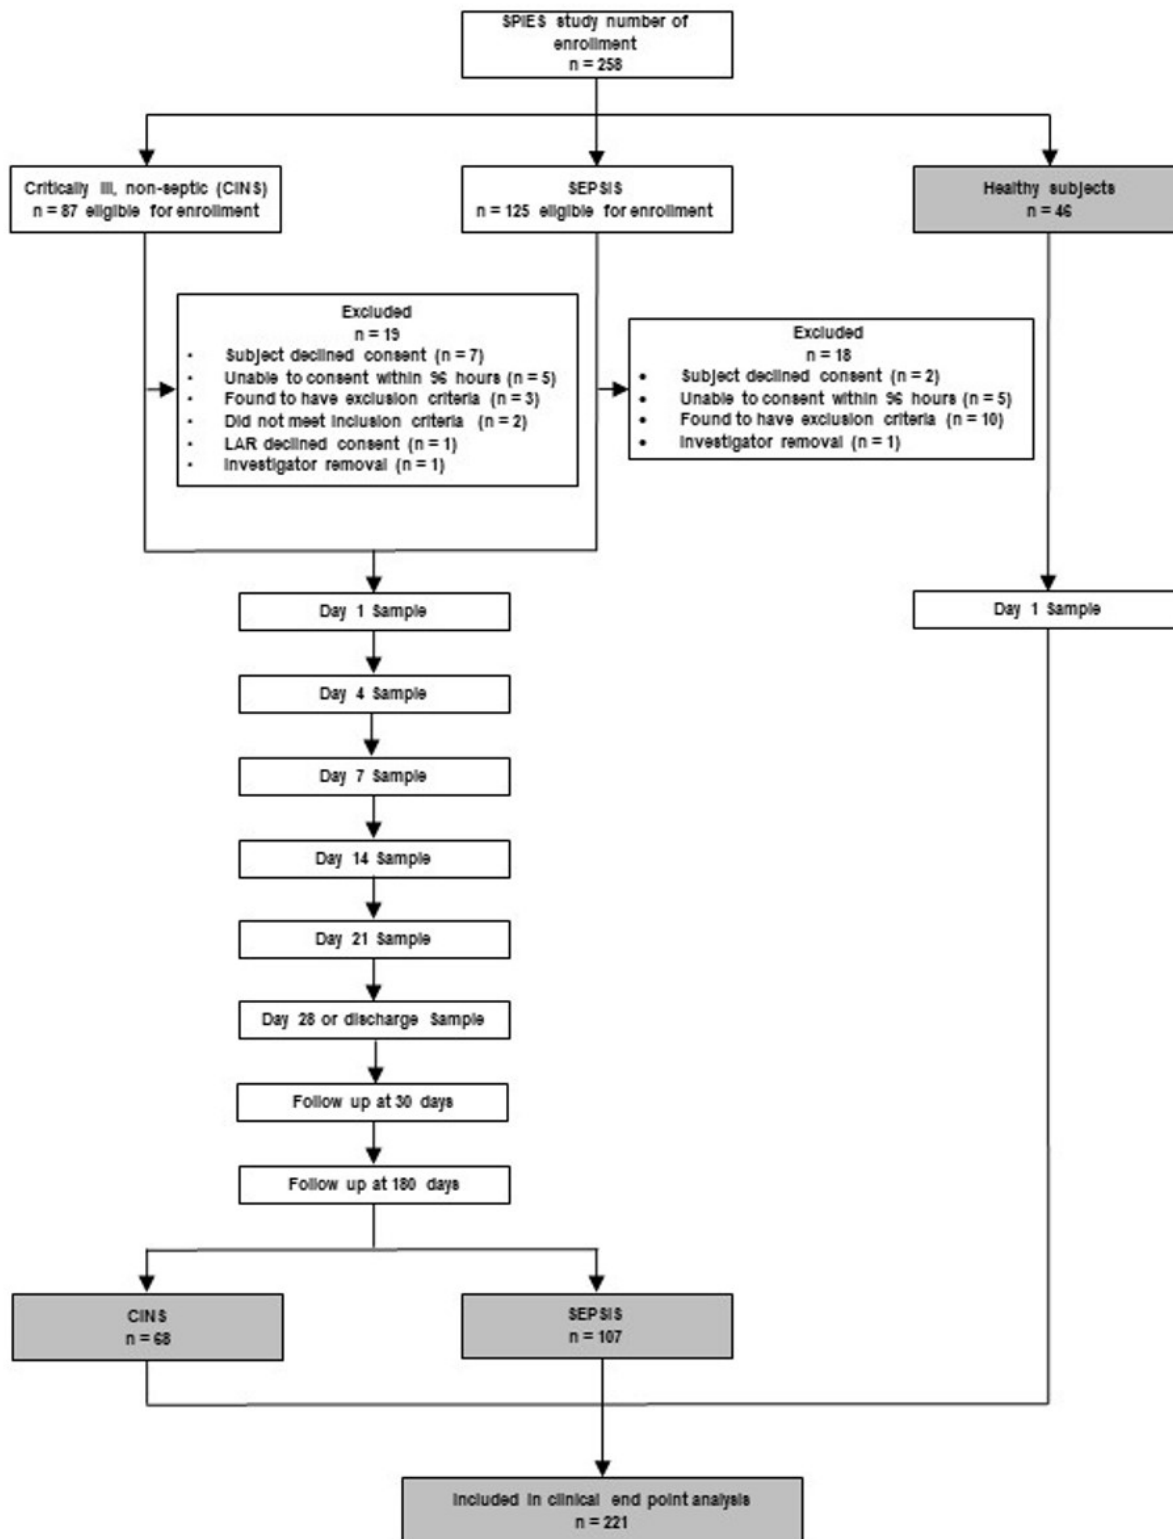 SPIES study number of
enrollment
n = 258
Critically Ill, non-septic (CINS)
n = 87 eligible for enrollment
SEPSIS
n = 125 eligible for enrollment
Healthy subjects
n = 46
Excluded
n = 19
· Subject declined consent (n = 7)
· Unable to consent within 96 hours (n = 5)
· Found to have exclusion criteria (n = 3)
· Did not meet inclusion criteria (n = 2)
· LAR declined consent (n = 1)
· Investigator removal (n = 1)
Excluded
n = 18
• Subject declined consent (n = 2)
• Unable to consent within 96 hours (n = 5)
• Found to have exclusion criteria (n = 10)
• Investigator removal (n = 1)
Day 1 Sample
Day 1 Sample
Day 4 Sample
Day 7 Sample
Day 14 Sample
Day 21 Sample
Day 28 or discharge Sample
Follow up at 30 days
Follow up at 180 days
CINS
n = 68
SEPSIS
n = 107
Included in clinical end point analysis
n = 221